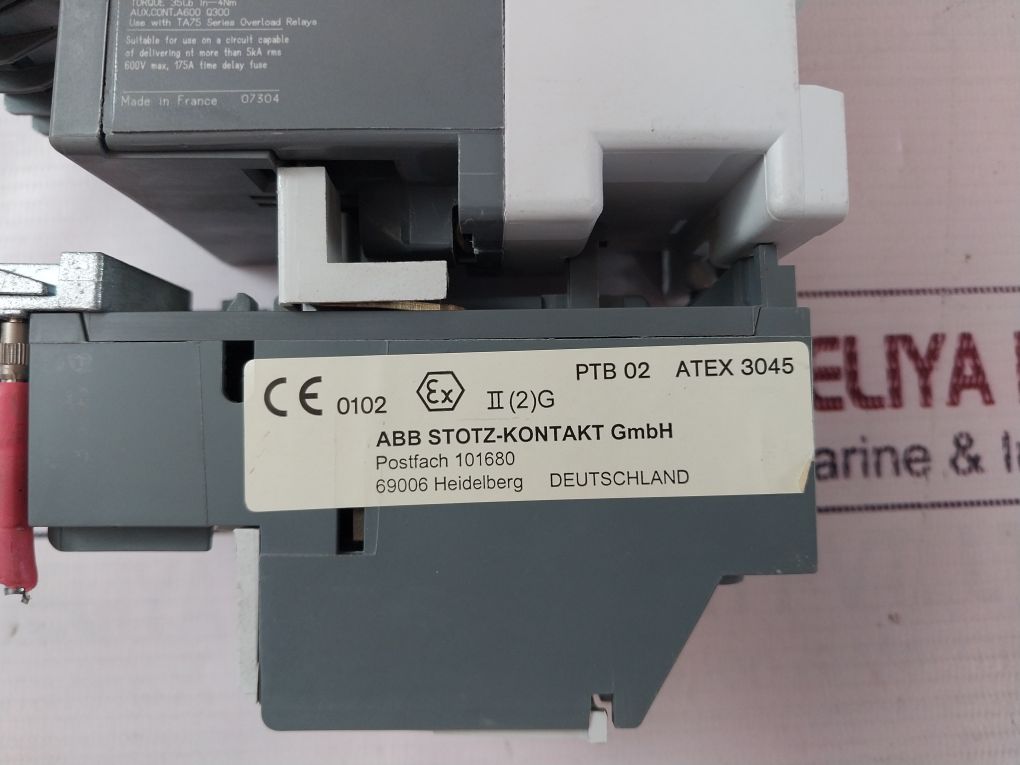 TORQUE 35Lb In-4Nm
AUX.CONT.A600 Q300
Use with TA75 Series Overload Relays
Suitable for use on a circuit capable
of delivering nt more than 5kA rms
600V max, 175A time delay fuse
Made in France 07304
CE 0102 Ex II (2)G PTB 02 ATEX 3045
ABB STOTZ-KONTAKT GmbH
Postfach 101680
69006 Heidelberg DEUTSCHLAND
ELIYA
arine & I